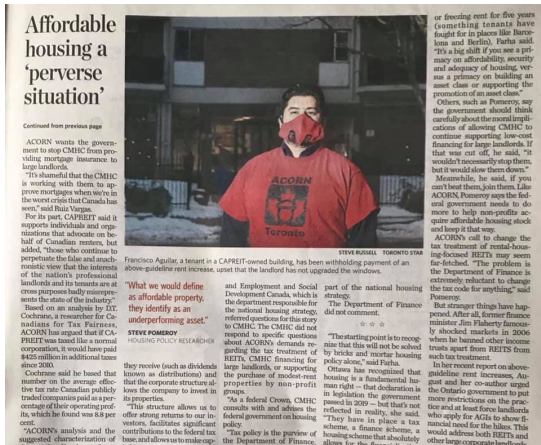 Affordable
housing a
‘perverse
situation’
Continued from previous page
ACORN wants the govern-
ment to stop CMHC from pro-
viding mortgage insurance to
large landlords.
“It’s shameful that the CMHC
is working with them to ap-
prove mortgages when we’re in
the worst crisis that Canada has
seen,” said Ruiz Vargas.
For its part, CAPREIT said it
supports individuals and orga-
nizations that advocate on be-
half of Canadian renters, but
added, “those who continue to
perpetuate the false and anach-
ronistic view that the interests
of the nation’s professional
landlords and its tenants are at
cross purposes badly misrepre-
sents the state of industry.”
Based on an analysis by D.T.
Cochrane, a researcher for Ca-
nadians for Tax Fairness,
ACORN has argued that if CA-
PREIT was taxed like a normal
corporation, it would have paid
$425 million in additional taxes
since 2010.
Cochrane said he based that
number on the average effec-
tive tax rate Canadian publicly
traded companies paid as a per-
centage of their operating pro-
fits, which he found was 8.8 per
cent.
“ACORN’s analysis and the
suggested characterization of
ACORN
Toronto
STEVE RUSSELL TORONTO STAR
Francisco Aguilar, a tenant in a CAPREIT-owned building, has been withholding payment of an
above-guideline rent increase, upset that the landlord has not upgraded the windows.
“What we would define
as affordable property,
they identify as an
underperforming asset.”
STEVE POMEROY
HOUSING POLICY RESEARCHER
they receive (such as dividends
known as distributions) and
that the corporate structure al-
lows the company to invest in
its properties.
“This structure allows us to
offer strong returns to our in-
vestors, facilitates significant
contributions to the federal tax
base, and allows us to make cap-
and Employment and Social
Development Canada, which is
the department responsible for
the national housing strategy,
referred questions for this story
to CMHC. The CMHC did not
respond to specific questions
about ACORN’s demands re-
garding the tax treatment of
REITs, CMHC financing for
large landlords, or supporting
the purchase of modest-rent
properties by non-profit
groups.
“As a federal Crown, CMHC
consults with and advises the
federal government on housing
policy.
“Tax policy is the purview of
the Department of Finance.
part of the national housing
strategy.
The Department of Finance
did not comment.
☆ ☆ ☆
“The starting point is to recog-
nize that this will not be solved
by bricks and mortar housing
policy alone,” said Farha.
Ottawa has recognized that
housing is a fundamental hu-
man right – that declaration is
in legislation the government
passed in 2019 – but that’s not
reflected in reality, she said.
“They have in place a tax
scheme, a finance scheme, a
housing scheme that absolutely
or freezing rent for five years
(something tenants have
fought for in places like Barce-
lona and Berlin), Farha said.
“It’s a big shift if you see a pri-
macy on affordability, security
and adequacy of housing, ver-
sus a primacy on building an
asset class or supporting the
promotion of an asset class.”
Others, such as Pomeroy, say
the government should think
carefully about the moral impli-
cations of allowing CMHC to
continue supporting low-cost
financing for large landlords. If
that was cut off, he said, “it
wouldn’t necessarily stop them,
but it would slow them down.”
Meanwhile, he said, if you
can’t beat them, join them. Like
ACORN, Pomeroy says the fed-
eral government needs to do
more to help non-profits ac-
quire affordable housing stock
and keep it that way.
ACORN’s call to change the
tax treatment of rental-hous-
ing-focused REITs may seem
far-fetched. “The problem is
the Department of Finance is
extremely reluctant to change
the tax code for anything,” said
Pomeroy.
But stranger things have hap-
pened. After all, former finance
minister Jim Flaherty famous-
ly shocked markets in 2006
when he banned other income
trusts apart from REITS from
such tax treatment.
In her recent report on above-
guideline rent increases, Au-
gust and her co-author urged
the Ontario government to put
more restrictions on the prac-
tice and at least force landlords
who apply for AGIs to show fi-
nancial need for the hikes. This
would address both REITs and
other large corporate landlords